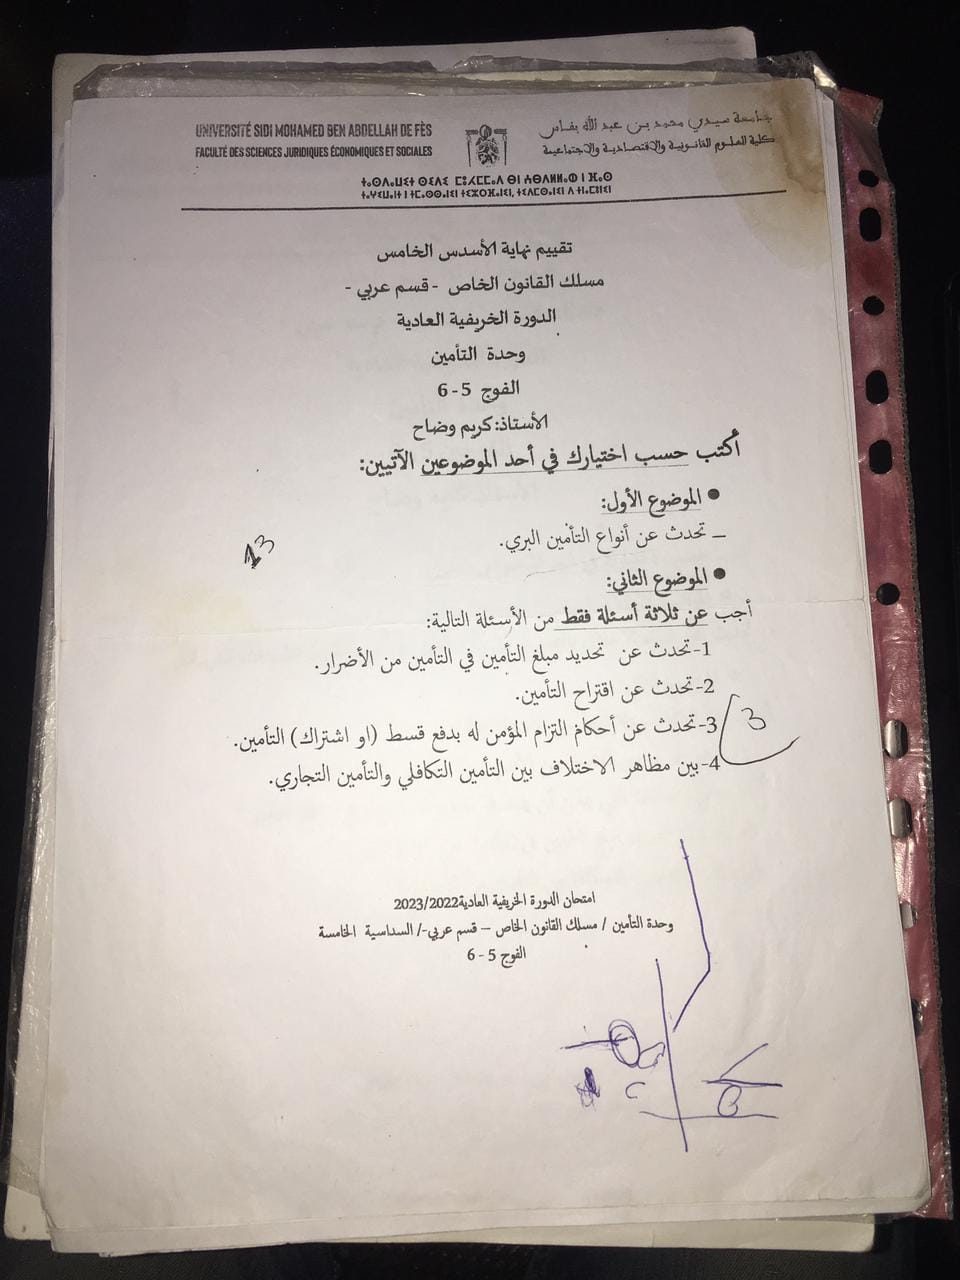 UNIVERSITÉ SIDI MOHAMED BEN ABDELLAH DE FÈS
FACULTÉ DES SCIENCES JURIDIQUES ÉCONOMIQUES ET SOCIALES
جامعة سيدي محمد بن عبد الله بفاس
كلية العلوم القانونية والاقتصادية والاجتماعية
تقييم نهاية الأسدس الخامس
مسلك القانون الخاص - قسم عربي -
الدورة الخريفية العادية
وحدة التأمين
الفوج 5 - 6
الأستاذ: كريم وضاح
أكتب حسب اختيارك في أحد الموضوعين الآتيين:
● الموضوع الأول:
_ تحدث عن أنواع التأمين البري.
13
● الموضوع الثاني:
أجب عن ثلاثة أسئلة فقط من الأسئلة التالية:
1-تحدث عن تحديد مبلغ التأمين في التأمين من الأضرار.
2-تحدث عن اقتراح التأمين.
3-تحدث عن أحكام التزام المؤمن له بدفع قسط (او اشتراك) التأمين.
3
4-بين مظاهر الاختلاف بين التأمين التكافلي والتأمين التجاري.
امتحان الدورة الخريفية العادية2023/2022
وحدة التأمين / مسلك القانون الخاص – قسم عربي-/ السداسية الخامسة
الفوج 5 - 6